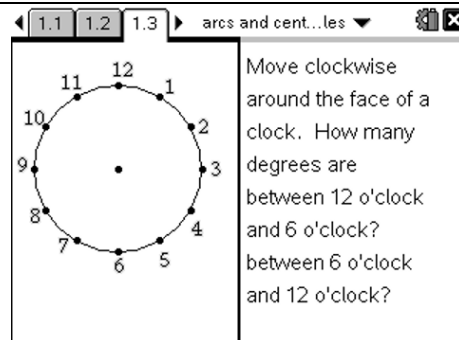 1.1 1.2 1.3 arcs and cent...les
12
11 1
10 2
9 3
8 4
7 5
6
Move clockwise
around the face of a
clock. How many
degrees are
between 12 o'clock
and 6 o'clock?
between 6 o'clock
and 12 o'clock?